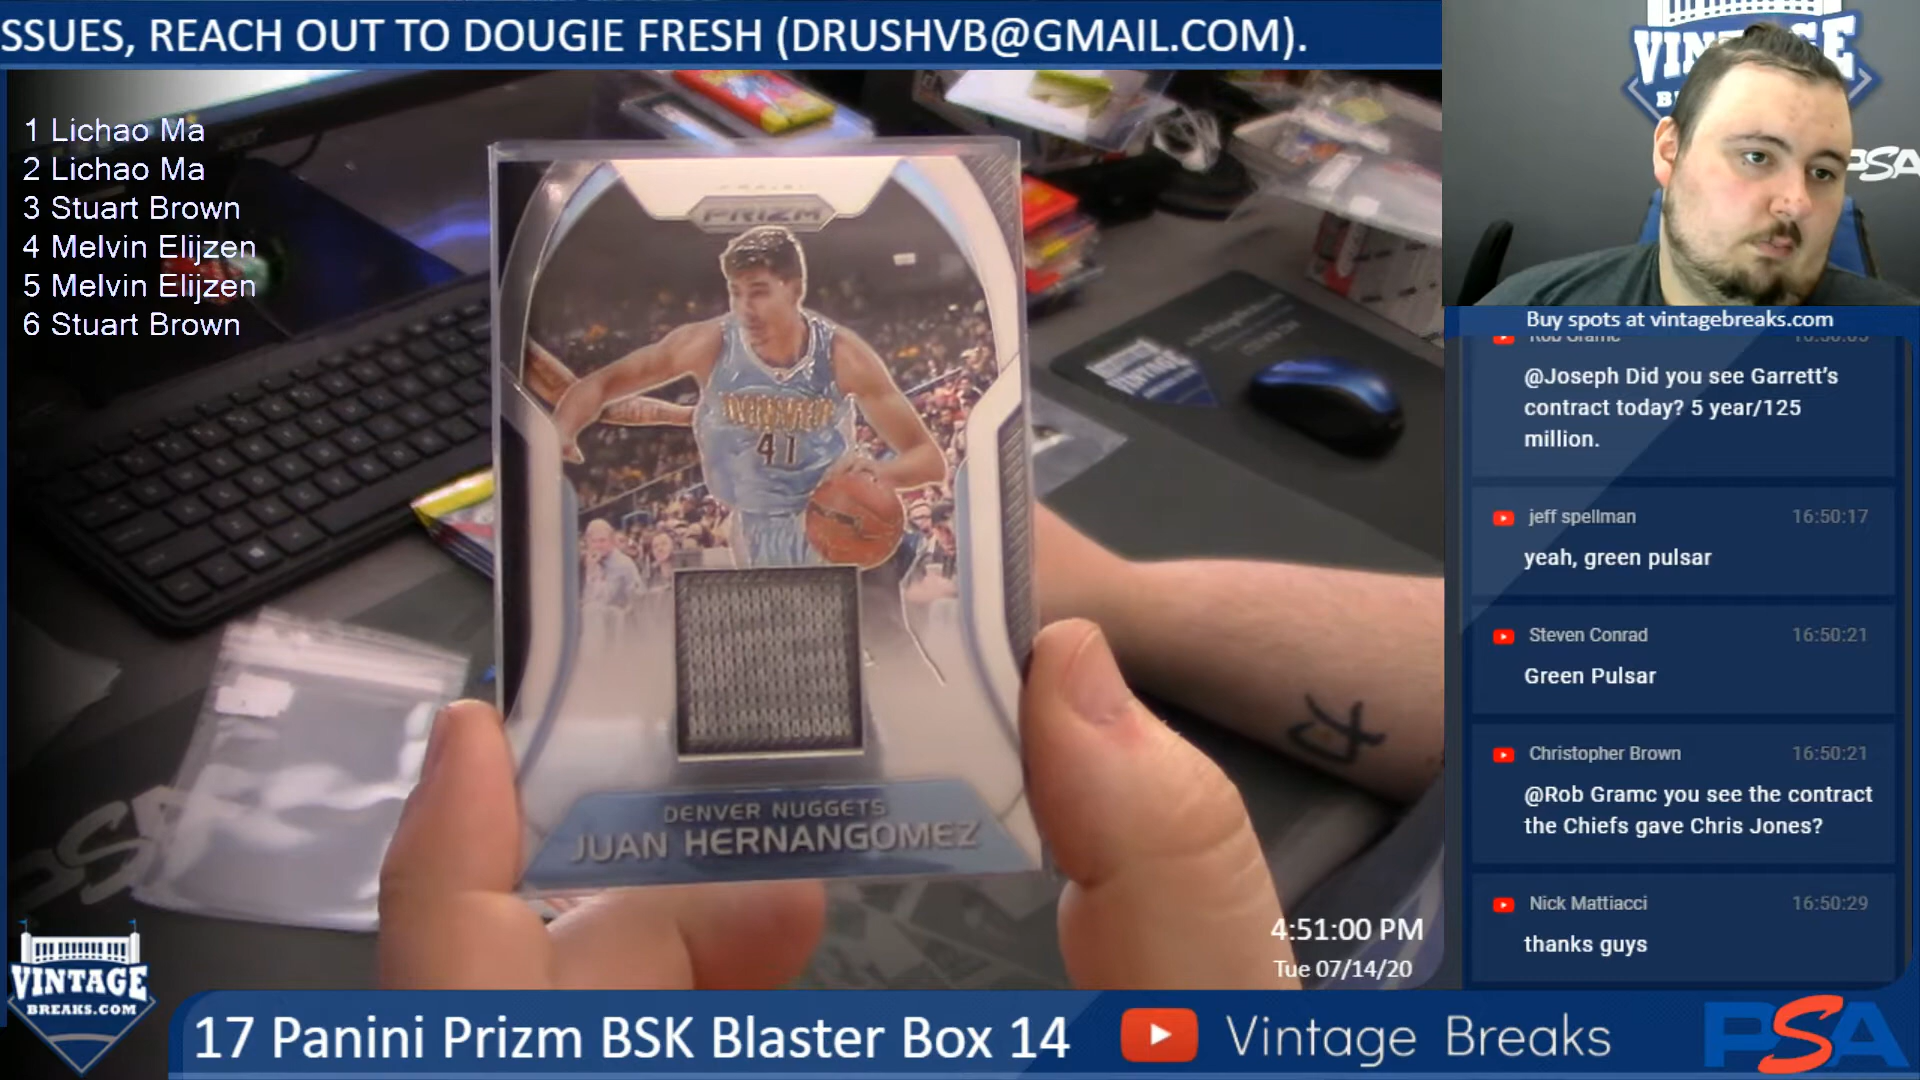 SSUES, REACH OUT TO DOUGIE FRESH (DRUSHVB@GMAIL.COM).
1 Lichao Ma
2 Lichao Ma
3 Stuart Brown
4 Melvin Elijzen
5 Melvin Elijzen
6 Stuart Brown
PRIZM
41
DENVER NUGGETS
JUAN HERNANGOMEZ
4:51:00 PM
Tue 07/14/20
PSA
Buy spots at vintagebreaks.com
Rob Gramc
@Joseph Did you see Garrett's
contract today? 5 year/125
million.
jeff spellman 16:50:17
yeah, green pulsar
Steven Conrad 16:50:21
Green Pulsar
Christopher Brown 16:50:21
@Rob Gramc you see the contract
the Chiefs gave Chris Jones?
Nick Mattiacci 16:50:29
thanks guys
VINTAGE
BREAKS.COM
17 Panini Prizm BSK Blaster Box 14
Vintage Breaks
PSA